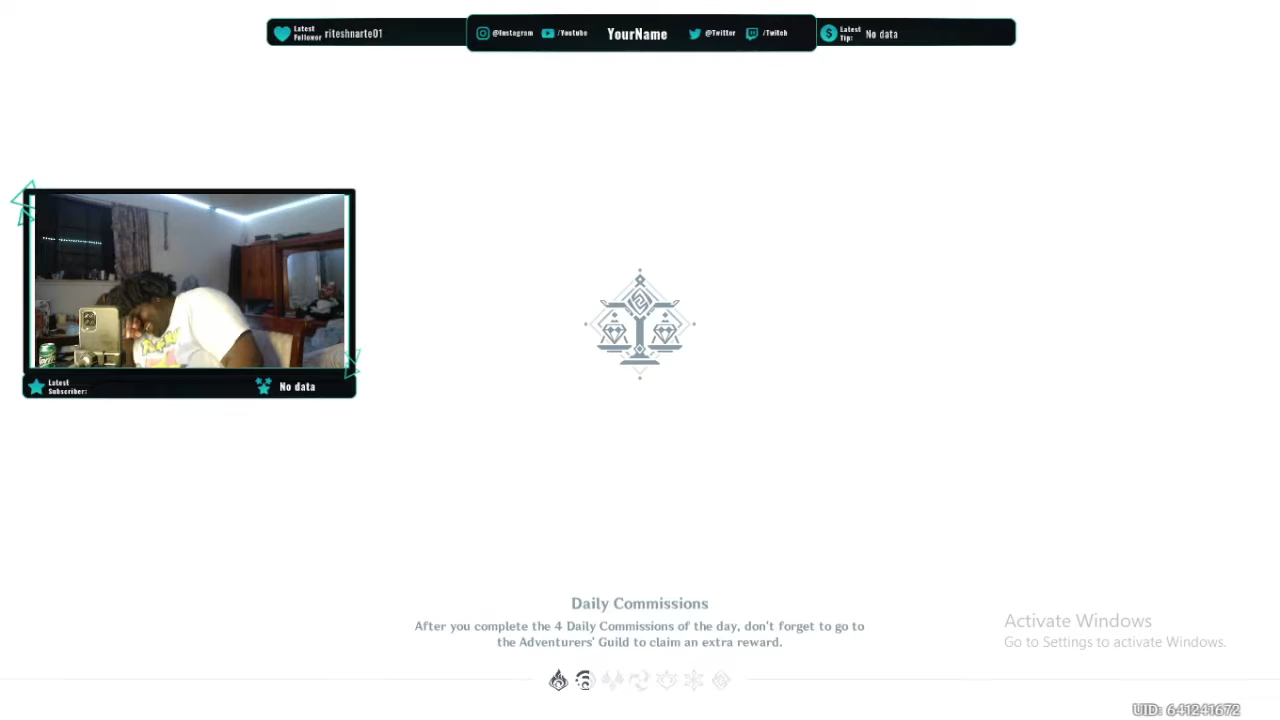 Latest
Follower
riteshnarte01
@Instagram
/Youtube
YourName
@Twitter
/Twitch
Latest
Tip:
No data
Sprite
Latest
Subscriber:
No data
Daily Commissions
After you complete the 4 Daily Commissions of the day, don't forget to go to
the Adventurers' Guild to claim an extra reward.
Activate Windows
Go to Settings to activate Windows.
UID: 641241672